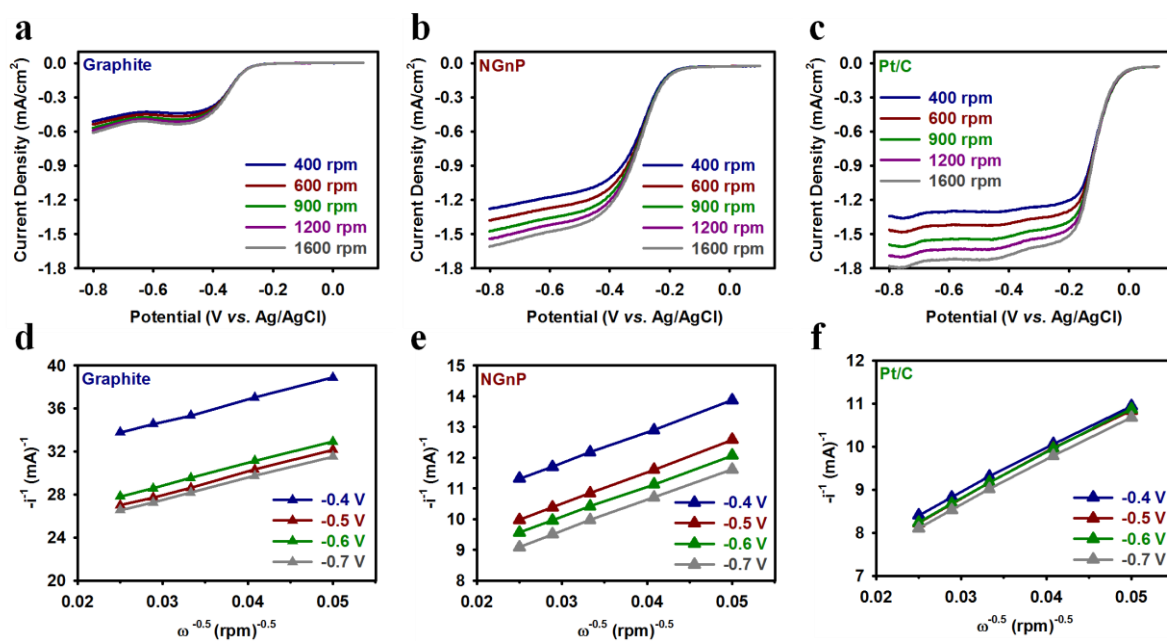 a
Graphite
0.0
-0.3
-0.6
-0.9
-1.2
-1.5
-1.8
Current Density (mA/cm²)
400 rpm
600 rpm
900 rpm
1200 rpm
1600 rpm
-0.8 -0.6 -0.4 -0.2 0.0
Potential (V vs. Ag/AgCl)
b
NGnP
0.0
-0.3
-0.6
-0.9
-1.2
-1.5
-1.8
Current Density (mA/cm²)
400 rpm
600 rpm
900 rpm
1200 rpm
1600 rpm
-0.8 -0.6 -0.4 -0.2 0.0
Potential (V vs. Ag/AgCl)
c
Pt/C
0.0
-0.3
-0.6
-0.9
-1.2
-1.5
-1.8
Current Density (mA/cm²)
400 rpm
600 rpm
900 rpm
1200 rpm
1600 rpm
-0.8 -0.6 -0.4 -0.2 0.0
Potential (V vs. Ag/AgCl)
d
Graphite
40
36
32
28
24
20
-i⁻¹ (mA)⁻¹
-0.4 V
-0.5 V
-0.6 V
-0.7 V
0.02 0.03 0.04 0.05
ω⁻⁰·⁵ (rpm)⁻⁰·⁵
e
NGnP
15
14
13
12
11
10
9
8
-i⁻¹ (mA)⁻¹
-0.4 V
-0.5 V
-0.6 V
-0.7 V
0.02 0.03 0.04 0.05
ω⁻⁰·⁵ (rpm)⁻⁰·⁵
f
Pt/C
12
11
10
9
8
7
-i⁻¹ (mA)⁻¹
-0.4 V
-0.5 V
-0.6 V
-0.7 V
0.02 0.03 0.04 0.05
ω⁻⁰·⁵ (rpm)⁻⁰·⁵